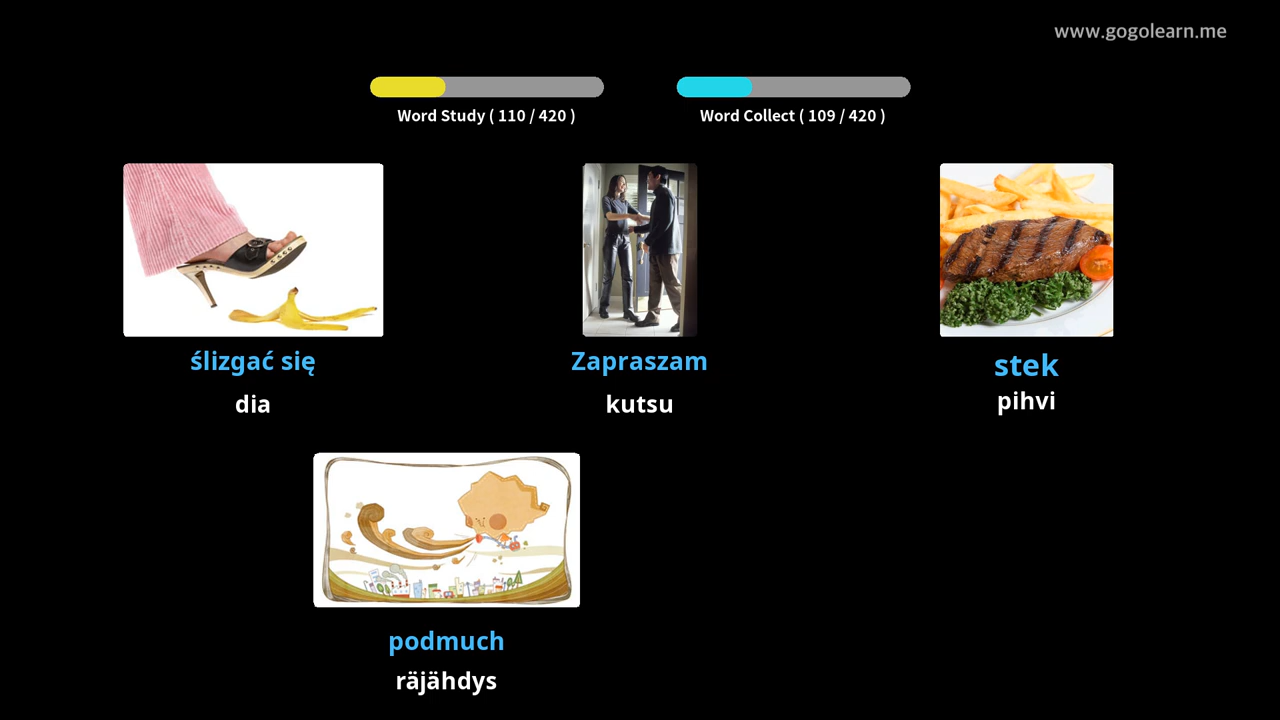 www.gogolearn.me
Word Study ( 110 / 420 )
Word Collect ( 109 / 420 )
ślizgać się
dia
Zapraszam
kutsu
stek
pihvi
podmuch
räjähdys